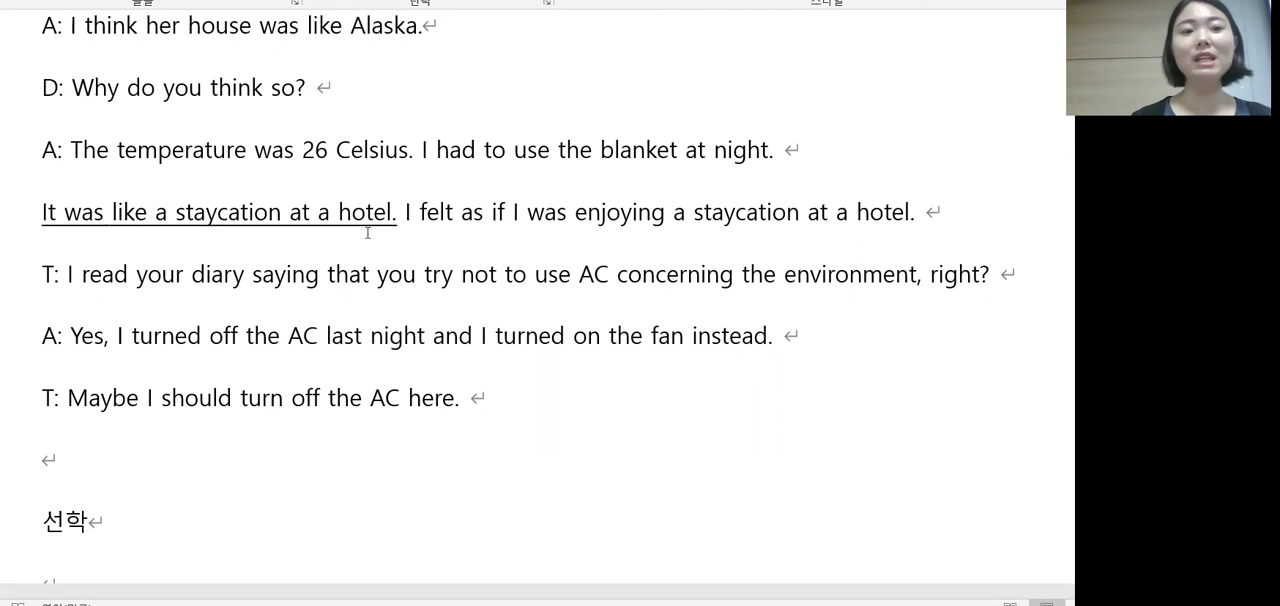 A: I think her house was like Alaska.
D: Why do you think so?
A: The temperature was 26 Celsius. I had to use the blanket at night.
It was like a staycation at a hotel. I felt as if I was enjoying a staycation at a hotel.
T: I read your diary saying that you try not to use AC concerning the environment, right?
A: Yes, I turned off the AC last night and I turned on the fan instead.
T: Maybe I should turn off the AC here.
선학